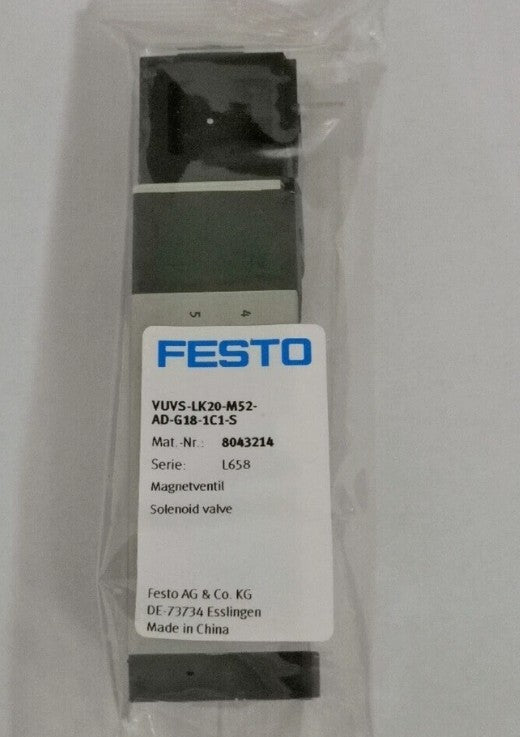 5 4
FESTO
VUVS-LK20-M52-
AD-G18-1C1-S
Mat.-Nr.: 8043214
Serie: L658
Magnetventil
Solenoid valve
Festo AG & Co. KG
DE-73734 Esslingen
Made in China